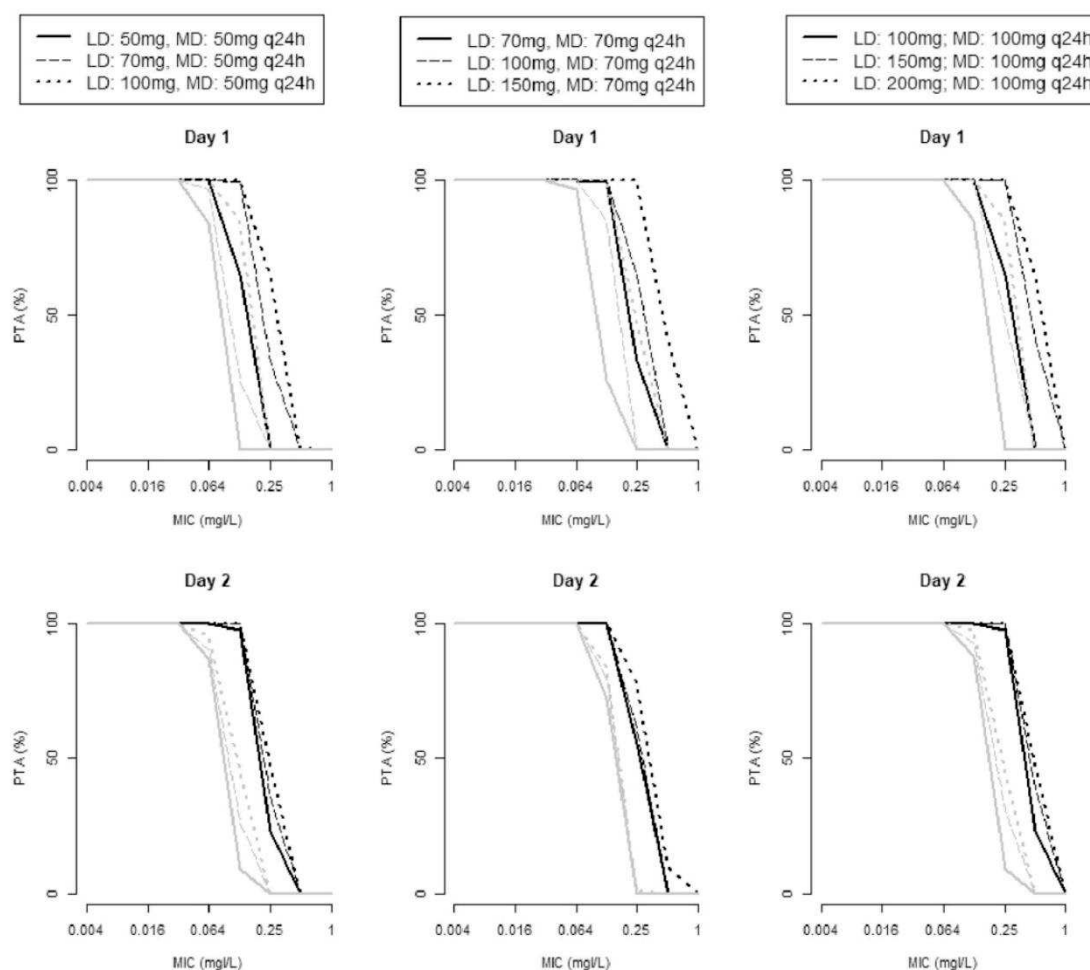 LD: 50mg, MD: 50mg q24h
LD: 70mg, MD: 50mg q24h
LD: 100mg, MD: 50mg q24h
LD: 70mg, MD: 70mg q24h
LD: 100mg, MD: 70mg q24h
LD: 150mg, MD: 70mg q24h
LD: 100mg; MD: 100mg q24h
LD: 150mg; MD: 100mg q24h
LD: 200mg; MD: 100mg q24h
Day 1
PTA (%)
100
50
0
0.004 0.016 0.064 0.25 1
MIC (mgl/L)
Day 1
PTA (%)
100
50
0
0.004 0.016 0.064 0.25 1
MIC (mgl/L)
Day 1
PTA (%)
100
50
0
0.004 0.016 0.064 0.25 1
MIC (mgl/L)
Day 2
PTA (%)
100
50
0
0.004 0.016 0.064 0.25 1
MIC (mgl/L)
Day 2
PTA (%)
100
50
0
0.004 0.016 0.064 0.25 1
MIC (mgl/L)
Day 2
PTA (%)
100
50
0
0.004 0.016 0.064 0.25 1
MIC (mgl/L)